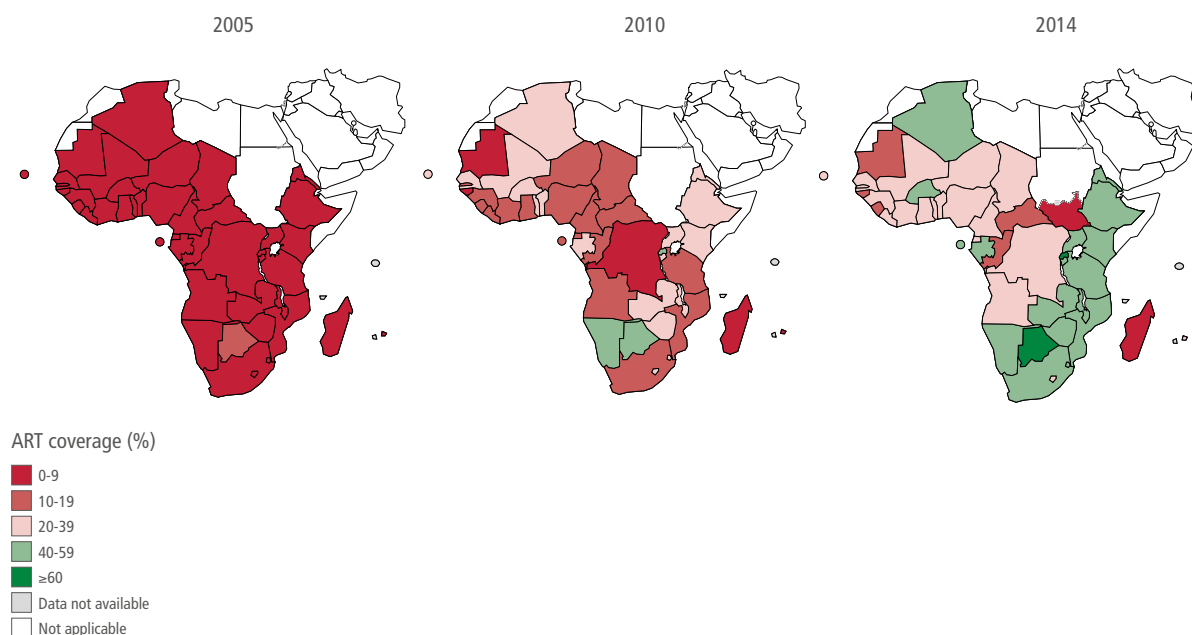 2005
2010
2014
ART coverage (%)
0-9
10-19
20-39
40-59
≥60
Data not available
Not applicable